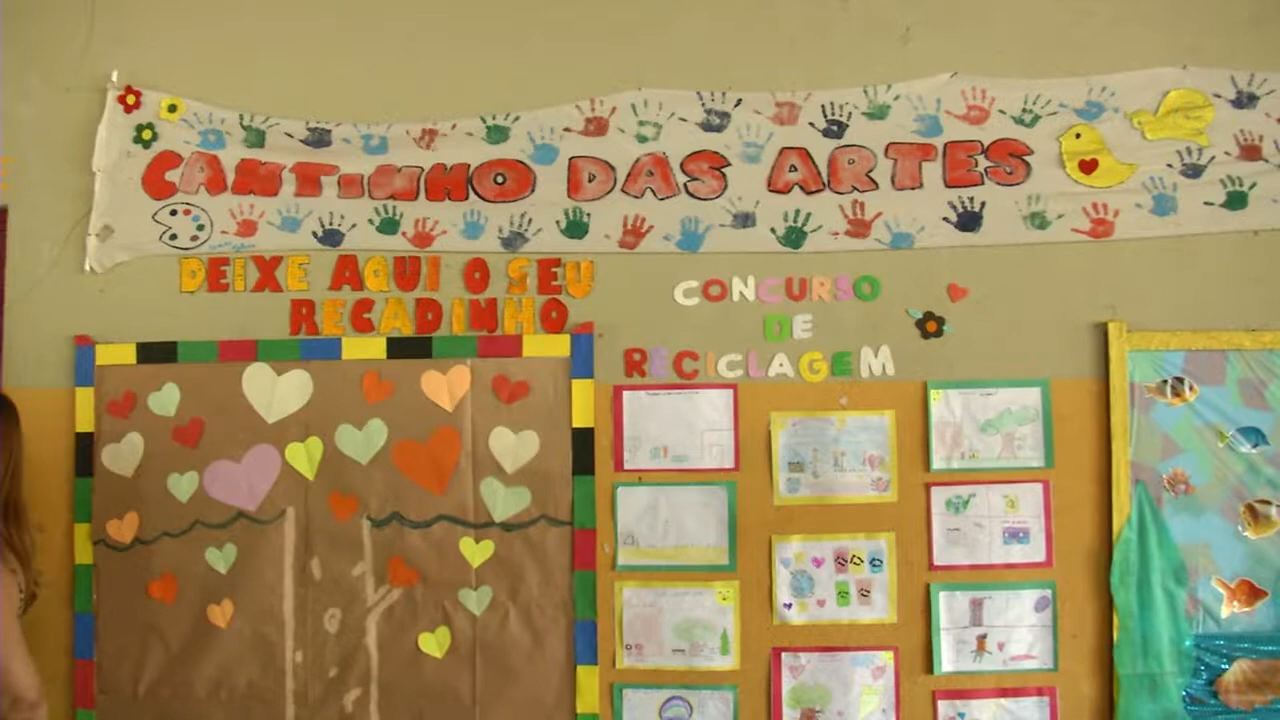 CANTINHO DAS ARTES
DEIXE AQUI O SEU
RECADINHO
CONCURSO
DE
RECICLAGEM